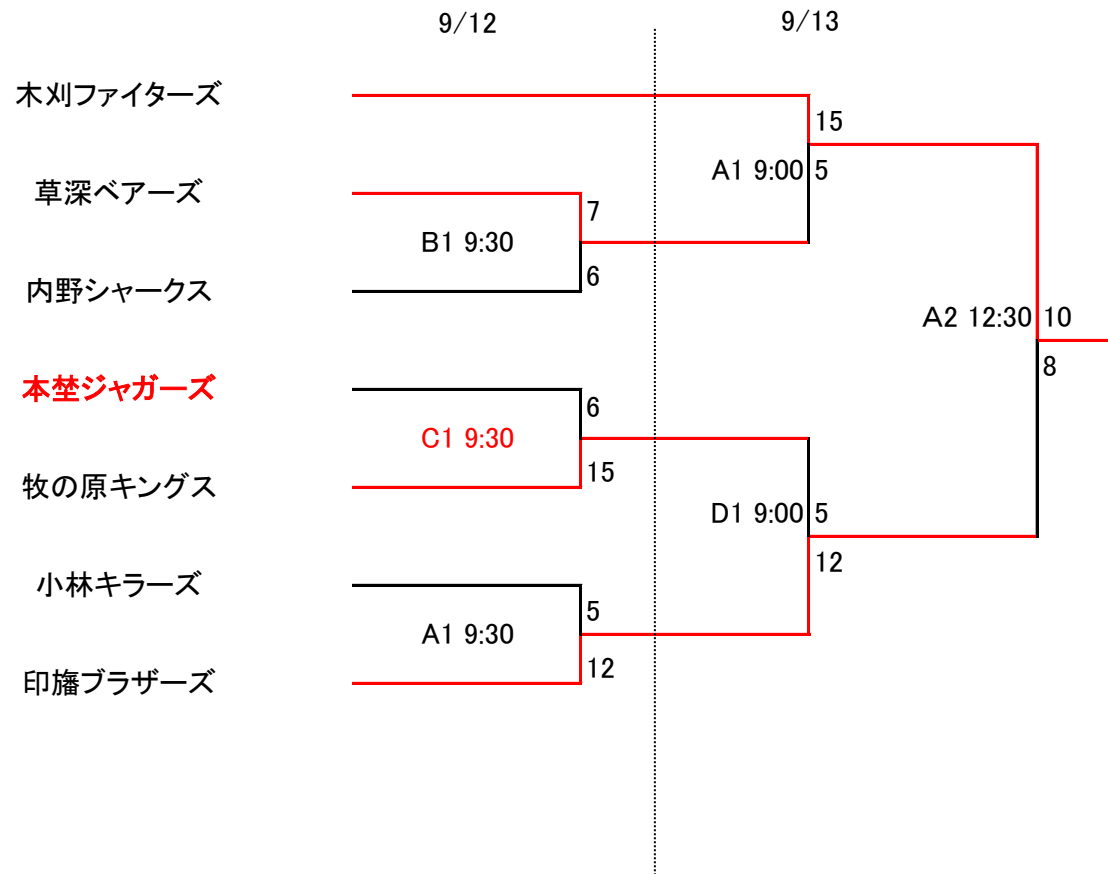 9/12
9/13
木刈ファイターズ
15
A1 9:00
5
草深ベアーズ
7
B1 9:30
6
内野シャークス
A2 12:30
10
8
本埜ジャガーズ
6
C1 9:30
15
牧の原キングス
D1 9:00
5
12
小林キラーズ
5
A1 9:30
12
印旛ブラザーズ